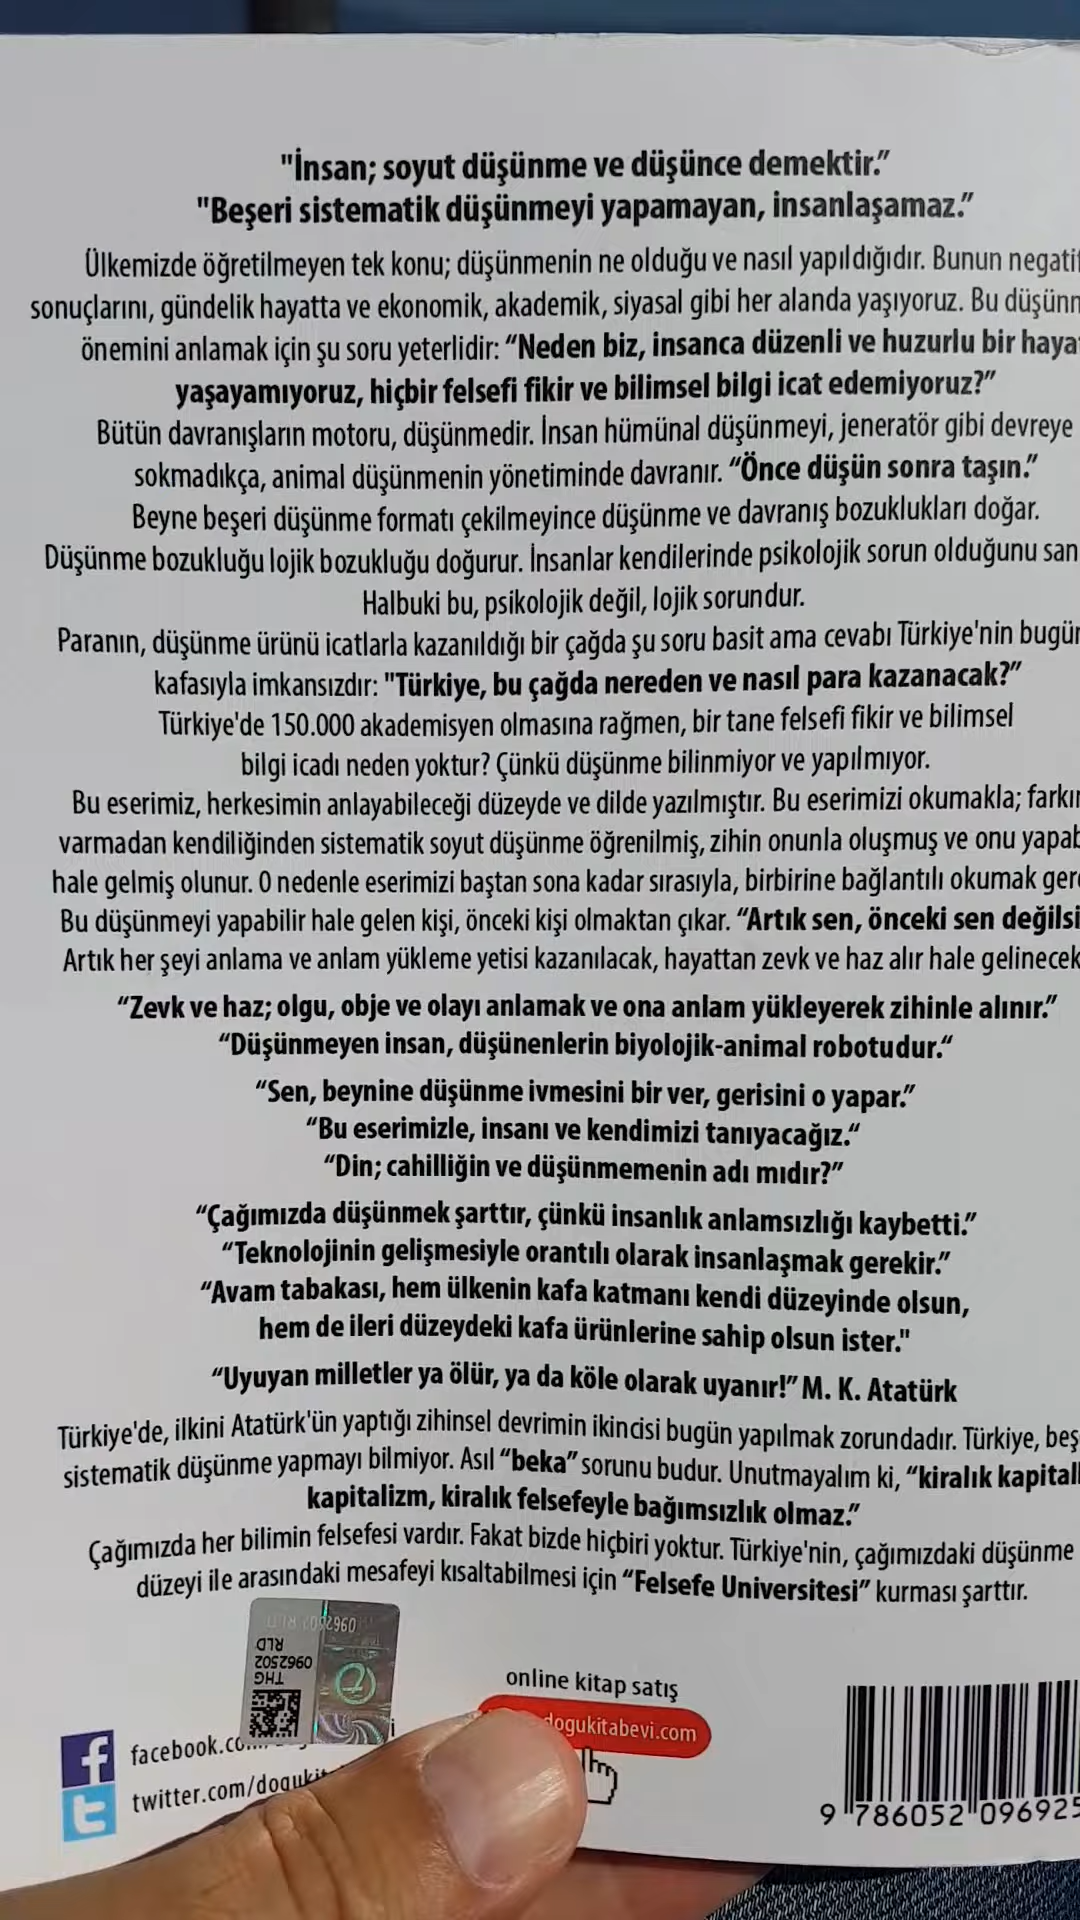 "İnsan; soyut düşünme ve düşünce demektir.”
"Beşeri sistematik düşünmeyi yapamayan, insanlaşamaz.”
Ülkemizde öğretilmeyen tek konu; düşünmenin ne olduğu ve nasıl yapıldığıdır. Bunun negatif
sonuçlarını, gündelik hayatta ve ekonomik, akademik, siyasal gibi her alanda yaşıyoruz. Bu
önemini anlamak için şu soru yeterlidir: “Neden biz, insanca düzenli ve huzurlu bir
yaşayamıyoruz, hiçbir felsefi fikir ve bilimsel bilgi icat edemiyoruz?”
Bütün davranışların motoru, düşünmedir. İnsan hümünal düşünmeyi, jeneratör gibi devreye
sokmadıkça, animal düşünmenin yönetiminde davranır. “Önce düşün sonra taşın.”
Beyne beşeri düşünme formatı çekilmeyince düşünme ve davranış bozuklukları doğar.
Düşünme bozukluğu lojik bozukluğu doğurur. İnsanlar kendilerinde psikolojik sorun olduğunu
Halbuki bu, psikolojik değil, lojik sorundur.
Paranın, düşünme ürünü icatlarla kazanıldığı bir çağda şu soru basit ama cevabı Türkiye'nin
kafasıyla imkansızdır: "Türkiye, bu çağda nereden ve nasıl para kazanacak?”
Türkiye'de 150.000 akademisyen olmasına rağmen, bir tane felsefi fikir ve bilimsel
bilgi icadı neden yoktur? Çünkü düşünme bilinmiyor ve yapılmıyor.
Bu eserimiz, herkesimin anlayabileceği düzeyde ve dilde yazılmıştır. Bu eserimizi okumakla;
varmadan kendiliğinden sistematik soyut düşünme öğrenilmiş, zihin onunla oluşmuş ve onu
hale gelmiş olunur. O nedenle eserimizi baştan sona kadar sırasıyla, birbirine bağlantılı okumak
Bu düşünmeyi yapabilir hale gelen kişi, önceki kişi olmaktan çıkar. “Artık sen, önceki sen
Artık her şeyi anlama ve anlam yükleme yetisi kazanılacak, hayattan zevk ve haz alır hale gelinecek
“Zevk ve haz; olgu, obje ve olayı anlamak ve ona anlam yükleyerek zihinle alınır.”
“Düşünmeyen insan, düşünenlerin biyolojik-animal robotudur.“
“Sen, beynine düşünme ivmesini bir ver, gerisini o yapar.”
“Bu eserimizle, insanı ve kendimizi tanıyacağız.“
“Din; cahilliğin ve düşünmemenin adı mıdır?”
“Çağımızda düşünmek şarttır, çünkü insanlık anlamsızlığı kaybetti.”
“Teknolojinin gelişmesiyle orantılı olarak insanlaşmak gerekir.”
“Avam tabakası, hem ülkenin kafa katmanı kendi düzeyinde olsun,
hem de ileri düzeydeki kafa ürünlerine sahip olsun ister."
“Uyuyan milletler ya ölür, ya da köle olarak uyanır!” M. K. Atatürk
Türkiye'de, ilkini Atatürk'ün yaptığı zihinsel devrimin ikincisi bugün yapılmak zorundadır. Türkiye,
sistematik düşünme yapmayı bilmiyor. Asıl “beka” sorunu budur. Unutmayalım ki, “kiralık
kapitalizm, kiralık felsefeyle bağımsızlık olmaz.”
Çağımızda her bilimin felsefesi vardır. Fakat bizde hiçbiri yoktur. Türkiye'nin, çağımızdaki düşünme
düzeyi ile arasındaki mesafeyi kısaltabilmesi için “Felsefe Universitesi” kurması şarttır.
THG
0962502
RLD
online kitap satış
dogukitabevi.com
twitter.com/
9 786052 096925